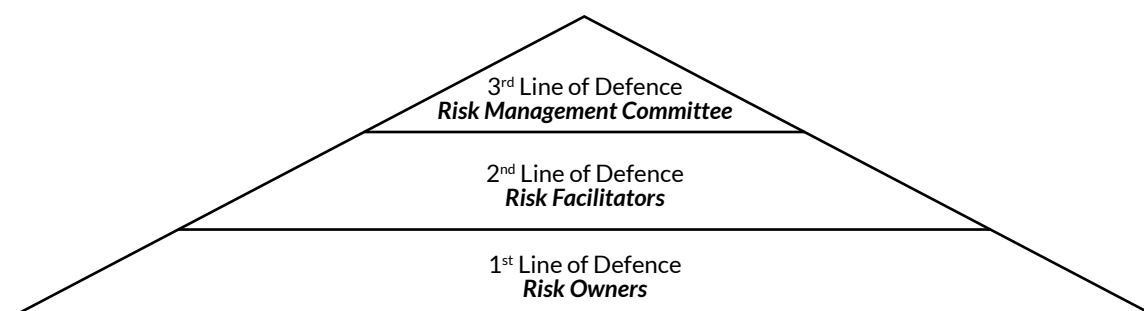 3rd Line of Defence
Risk Management Committee
2nd Line of Defence
Risk Facilitators
1st Line of Defence
Risk Owners